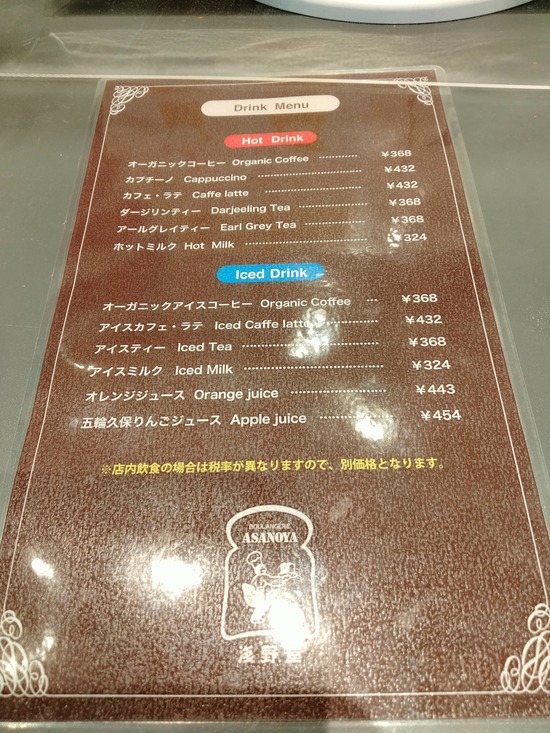 Drink Menu
Hot Drink
オーガニックコーヒー Organic Coffee ¥368
カプチーノ Cappuccino ¥432
カフェ・ラテ Caffe latte ¥432
ダージリンティー Darjeeling Tea ¥368
アールグレイティー Earl Grey Tea ¥368
ホットミルク Hot Milk ¥324
Iced Drink
オーガニックアイスコーヒー Organic Coffee ¥368
アイスカフェ・ラテ Iced Caffe latte ¥432
アイスティー Iced Tea ¥368
アイスミルク Iced Milk ¥324
オレンジジュース Orange juice ¥443
五輪久保りんごジュース Apple juice ¥454
※店内飲食の場合は税率が異なりますので、別価格となります。
BOULANGERIE
ASANOYA
浅野屋